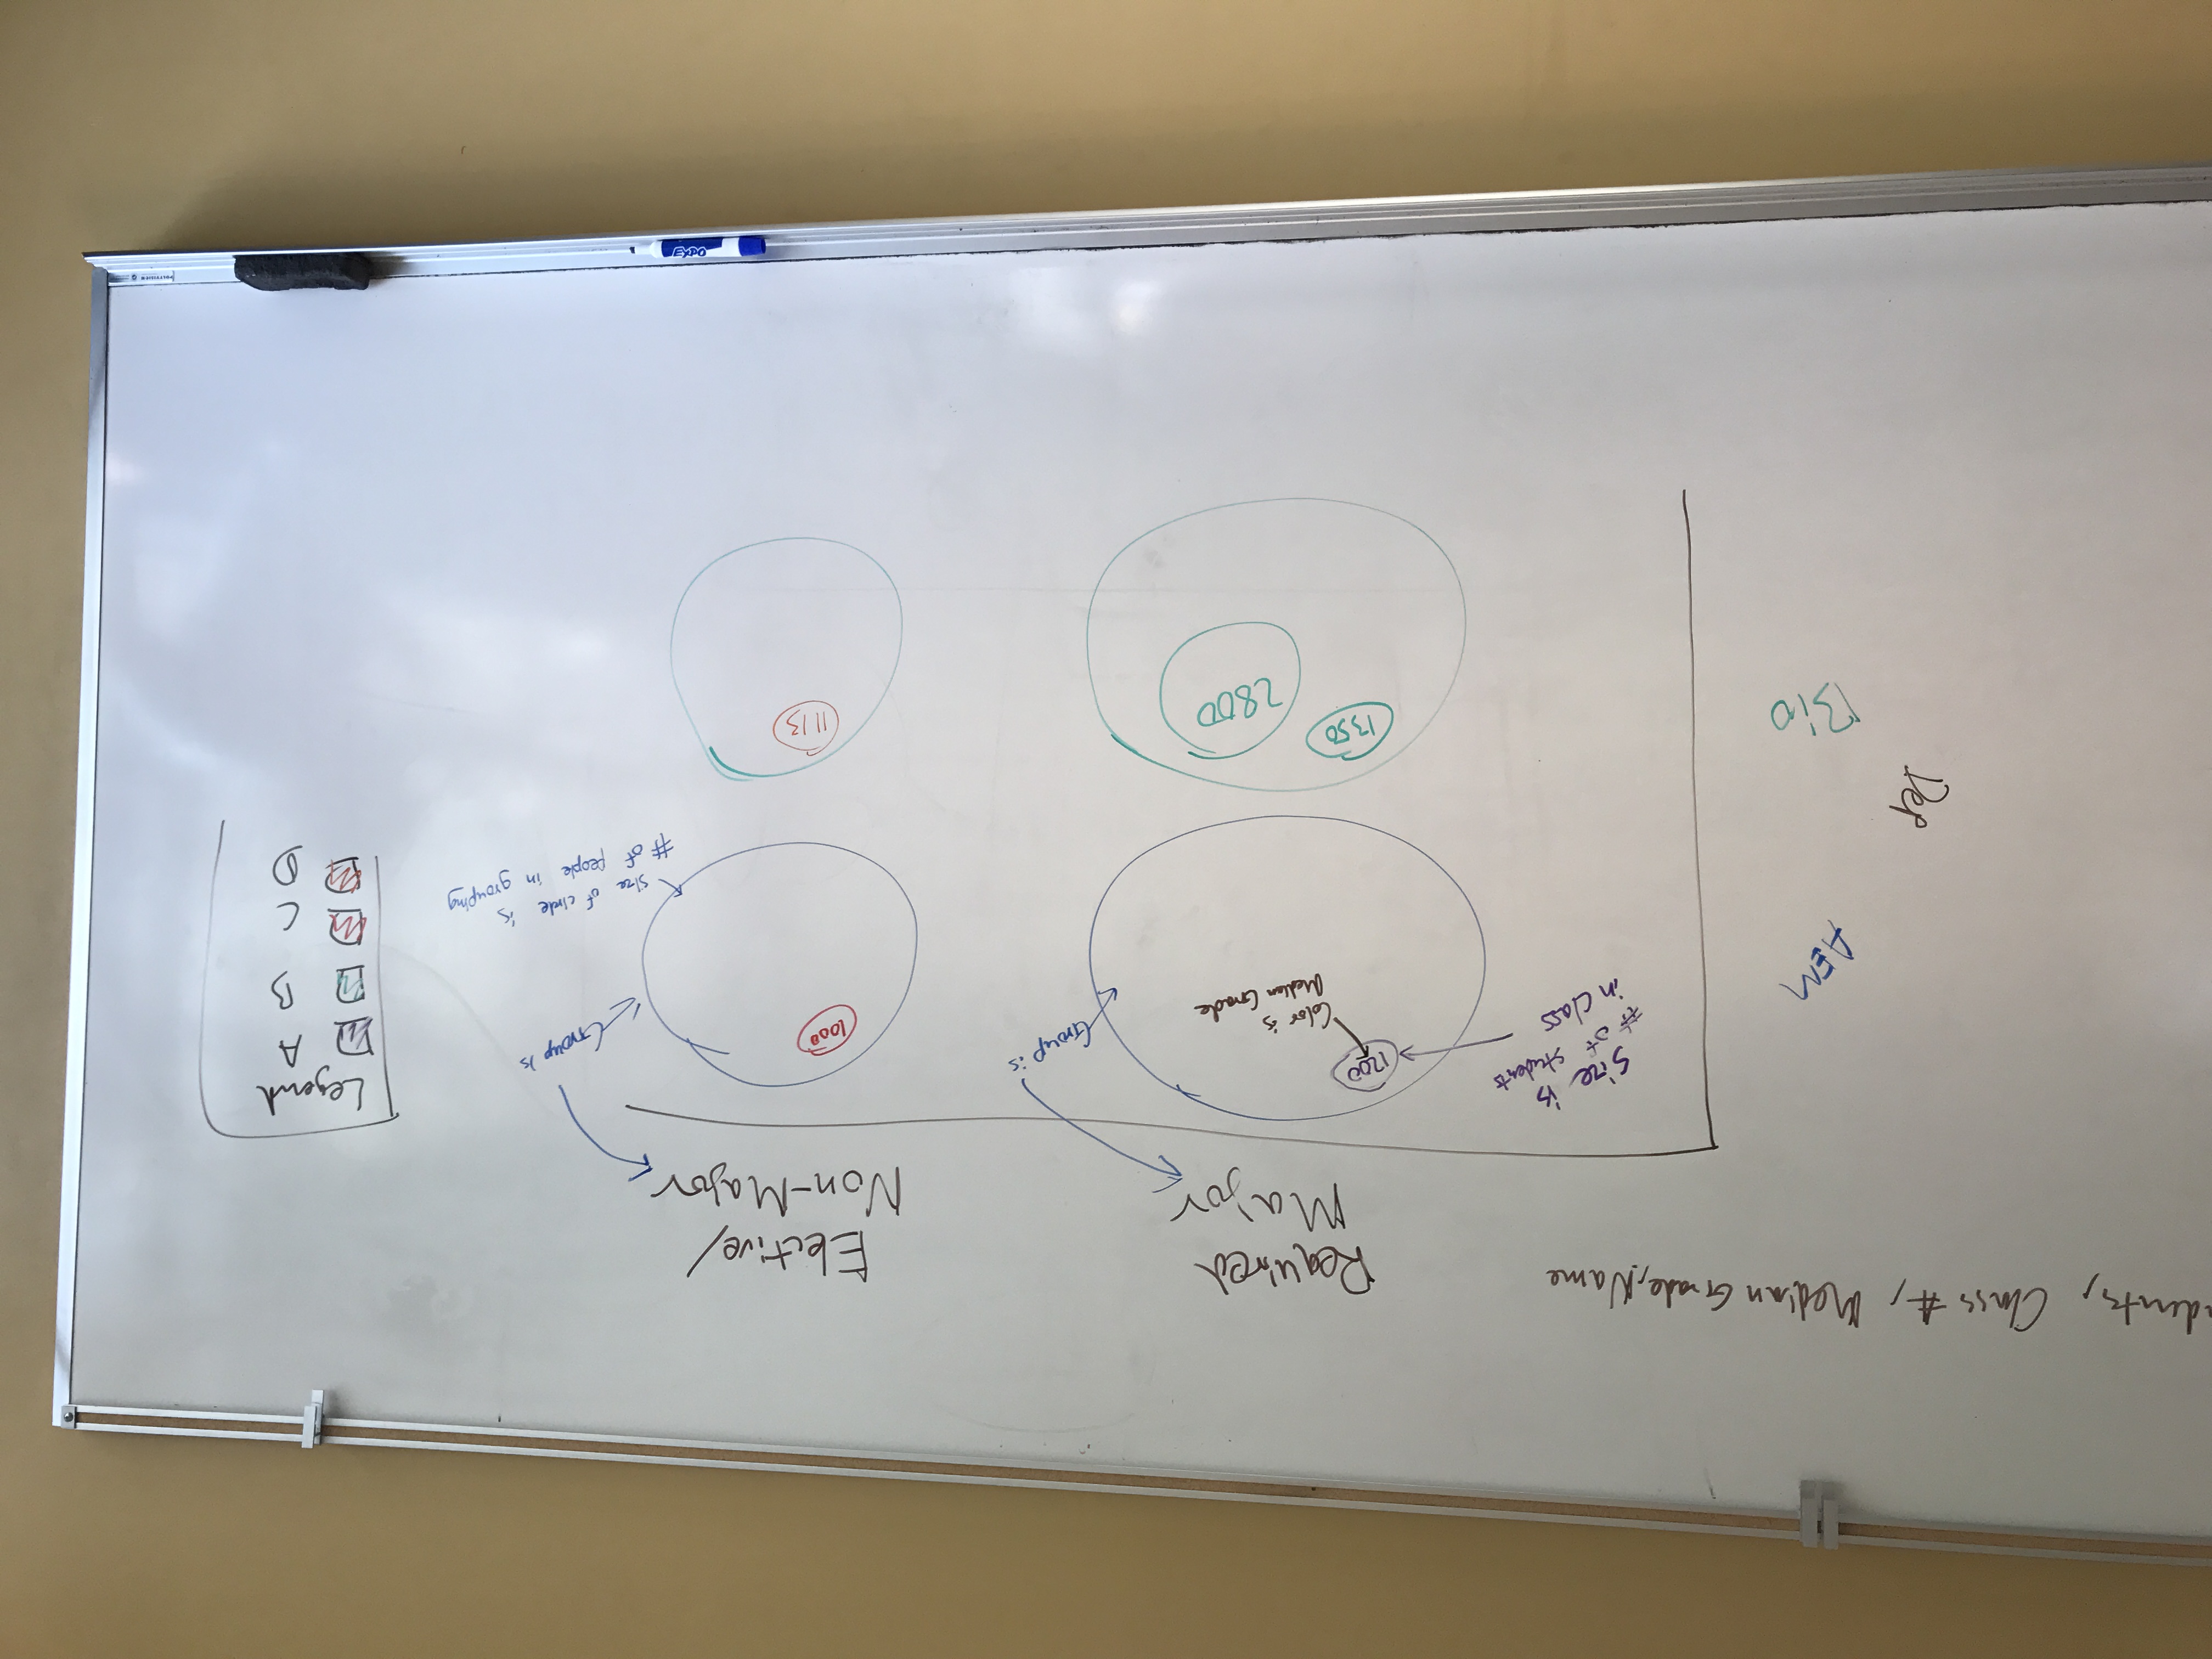 dents, Class #, Median Grade, Name
Required
Major
Elective/
Non-Major
size is
# of students
in class
1200
Color is
Median Grade
Group is
1000
Group is
size of circle is
# of people in grouping
Legend
A
B
C
D
AEM
Dep
Bio
1350
2800
1113
EXPO
POLYVISION